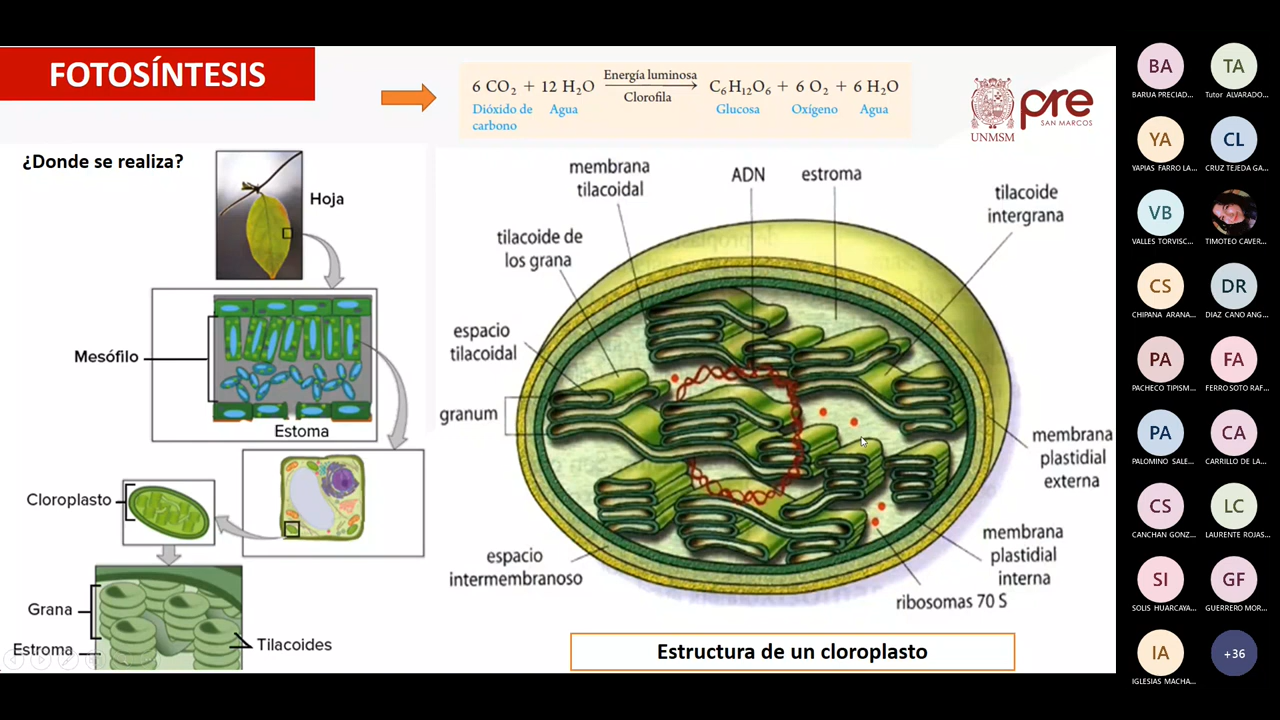 FOTOSÍNTESIS
6 CO₂ + 12 H₂O Energía luminosa Clorofila C₆H₁₂O₆ + 6 O₂ + 6 H₂O
Dióxido de carbono Agua Glucosa Oxígeno Agua
UNMSM
pre
SAN MARCOS
¿Donde se realiza?
Hoja
Mesófilo
Estoma
Cloroplasto
Grana
Estroma
Tilacoides
membrana
tilacoidal
ADN
estroma
tilacoide
intergrana
tilacoide de
los grana
espacio
tilacoidal
granum
membrana
plastidial
externa
membrana
plastidial
interna
espacio
intermembranoso
ribosomas 70 S
Estructura de un cloroplasto
BA
BARUA PRECIAD...
TA
Tutor ALVARADO...
YA
YAPIAS FARRO LA...
CL
CRUZ TEJEDA GA...
VB
VALLES TORVISC...
TIMOTEO CAVER...
CS
CHIPANA ARANA...
DR
DIAZ CANO ANG...
PA
PACHECO TIPISM...
FA
FERRO SOTO RAF...
PA
PALOMINO SALE...
CA
CARRILLO DE LA...
CS
CANCHAN GONZ...
LC
LAURENTE ROJAS...
SI
SOLIS HUARCAYA...
GF
GUERRERO MOR...
IA
IGLESIAS MACHA...
+36